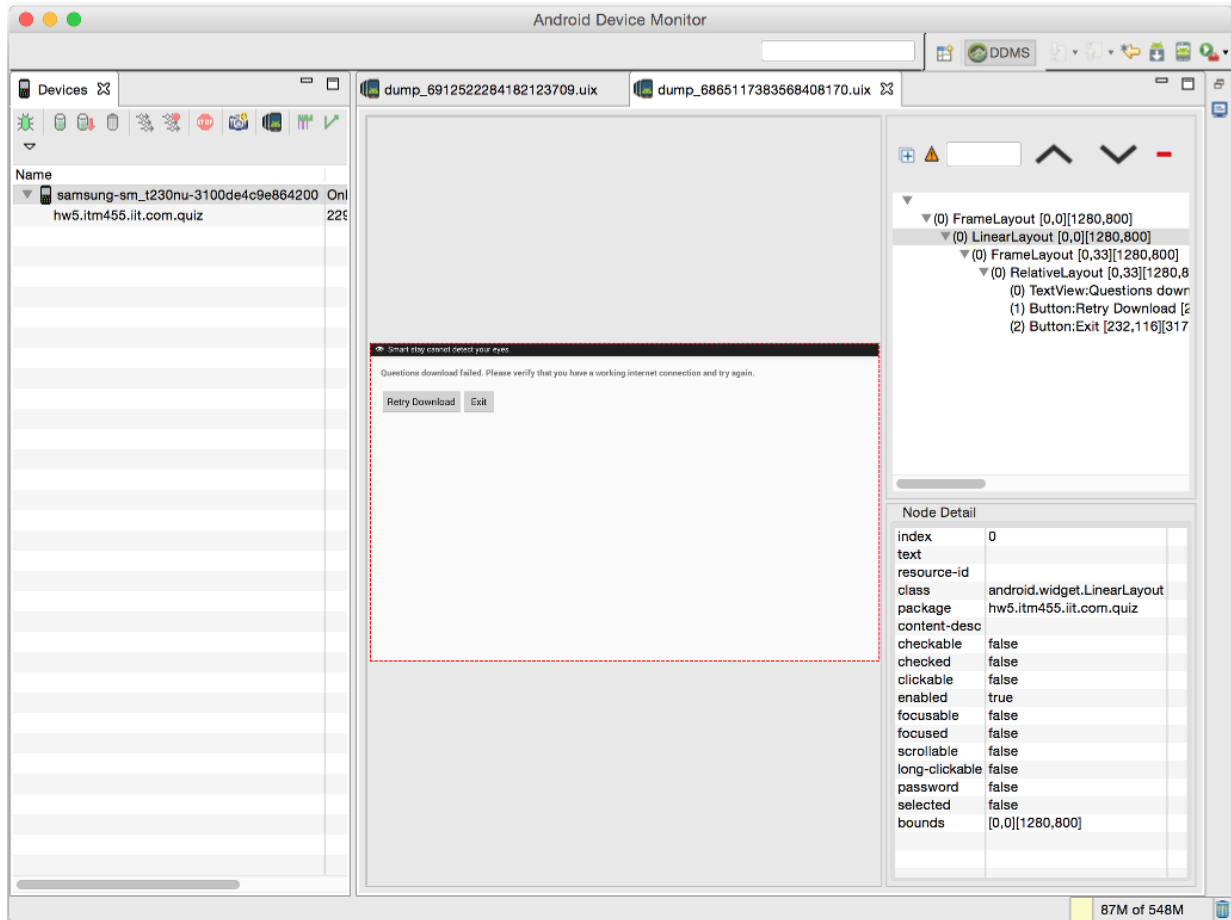 Android Device Monitor
DDMS
Devices
dump_6912522284182123709.uix
dump_6865117383568408170.uix
Name
samsung-sm_t230nu-3100de4c9e864200 Onl
hw5.itm455.iit.com.quiz 229
Smart stay cannot detect your eyes.
Questions download failed. Please verify that you have a working internet connection and try again.
Retry Download Exit
(0) FrameLayout [0,0][1280,800]
(0) LinearLayout [0,0][1280,800]
(0) FrameLayout [0,33][1280,800]
(0) RelativeLayout [0,33][1280,8
(0) TextView:Questions down
(1) Button:Retry Download [2
(2) Button:Exit [232,116][317
Node Detail
index 0
text
resource-id
class android.widget.LinearLayout
package hw5.itm455.iit.com.quiz
content-desc
checkable false
checked false
clickable false
enabled true
focusable false
focused false
scrollable false
long-clickable false
password false
selected false
bounds [0,0][1280,800]
87M of 548M